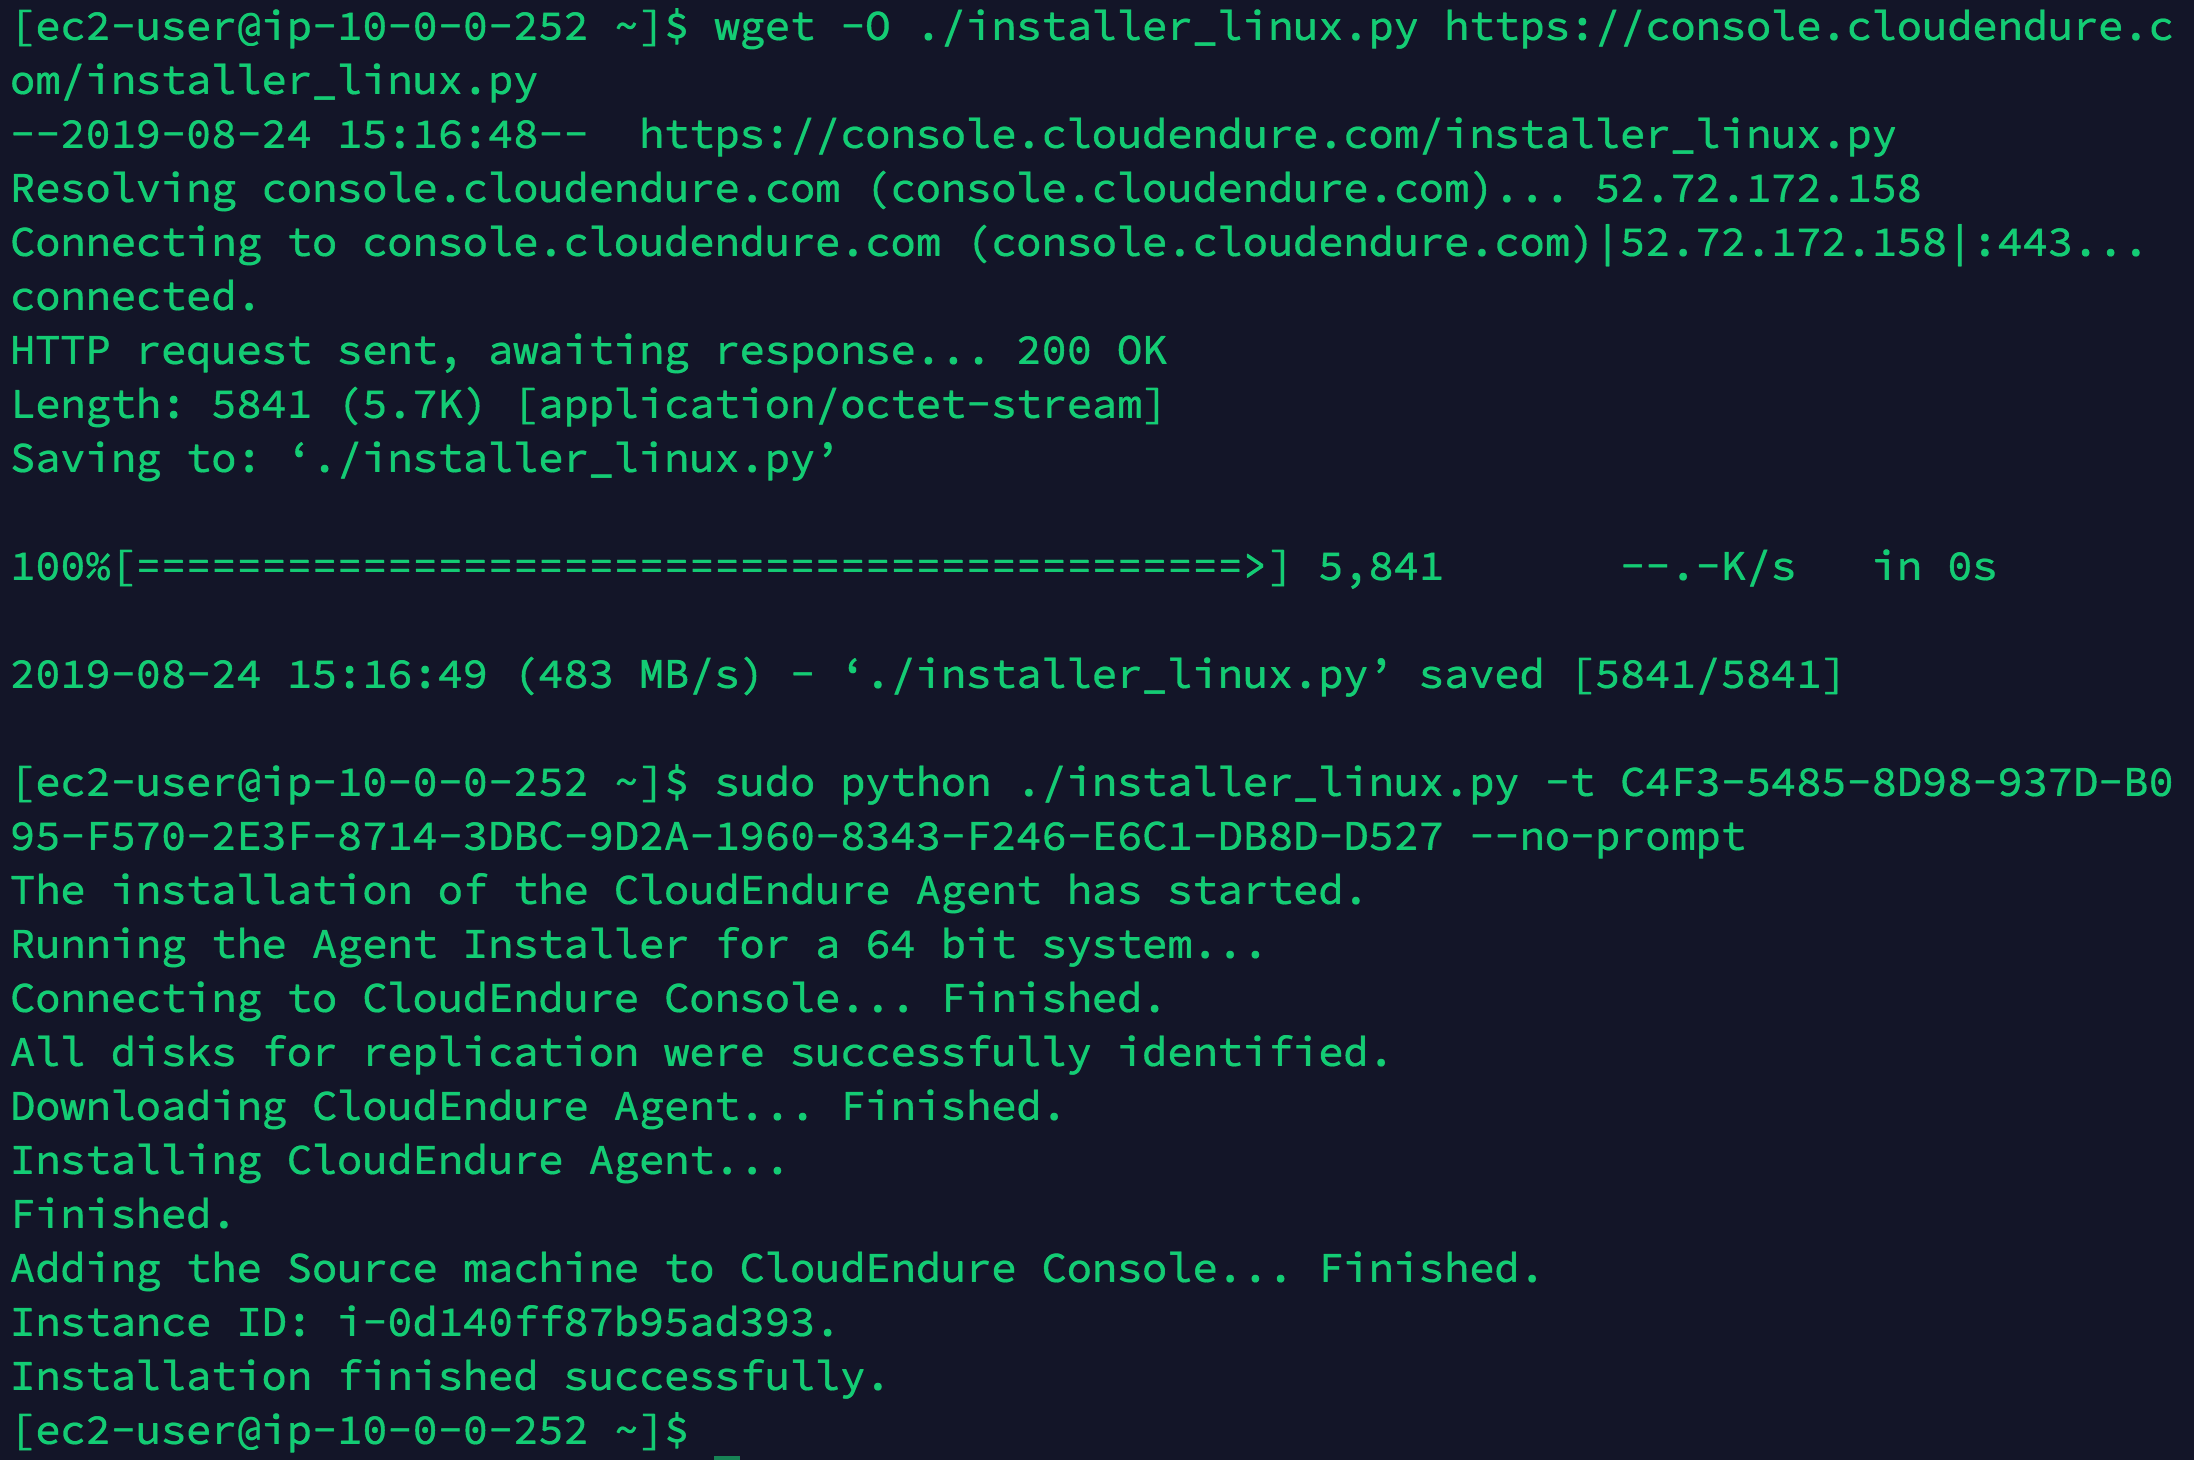 [ec2-user@ip-10-0-0-252 ~]$ wget -O ./installer_linux.py https://console.cloudendure.c
om/installer_linux.py
--2019-08-24 15:16:48--  https://console.cloudendure.com/installer_linux.py
Resolving console.cloudendure.com (console.cloudendure.com)... 52.72.172.158
Connecting to console.cloudendure.com (console.cloudendure.com)|52.72.172.158|:443...
connected.
HTTP request sent, awaiting response... 200 OK
Length: 5841 (5.7K) [application/octet-stream]
Saving to: ‘./installer_linux.py’
100%[============================================>] 5,841       --.-K/s   in 0s
2019-08-24 15:16:49 (483 MB/s) - ‘./installer_linux.py’ saved [5841/5841]
[ec2-user@ip-10-0-0-252 ~]$ sudo python ./installer_linux.py -t C4F3-5485-8D98-937D-B0
95-F570-2E3F-8714-3DBC-9D2A-1960-8343-F246-E6C1-DB8D-D527 --no-prompt
The installation of the CloudEndure Agent has started.
Running the Agent Installer for a 64 bit system...
Connecting to CloudEndure Console... Finished.
All disks for replication were successfully identified.
Downloading CloudEndure Agent... Finished.
Installing CloudEndure Agent...
Finished.
Adding the Source machine to CloudEndure Console... Finished.
Instance ID: i-0d140ff87b95ad393.
Installation finished successfully.
[ec2-user@ip-10-0-0-252 ~]$